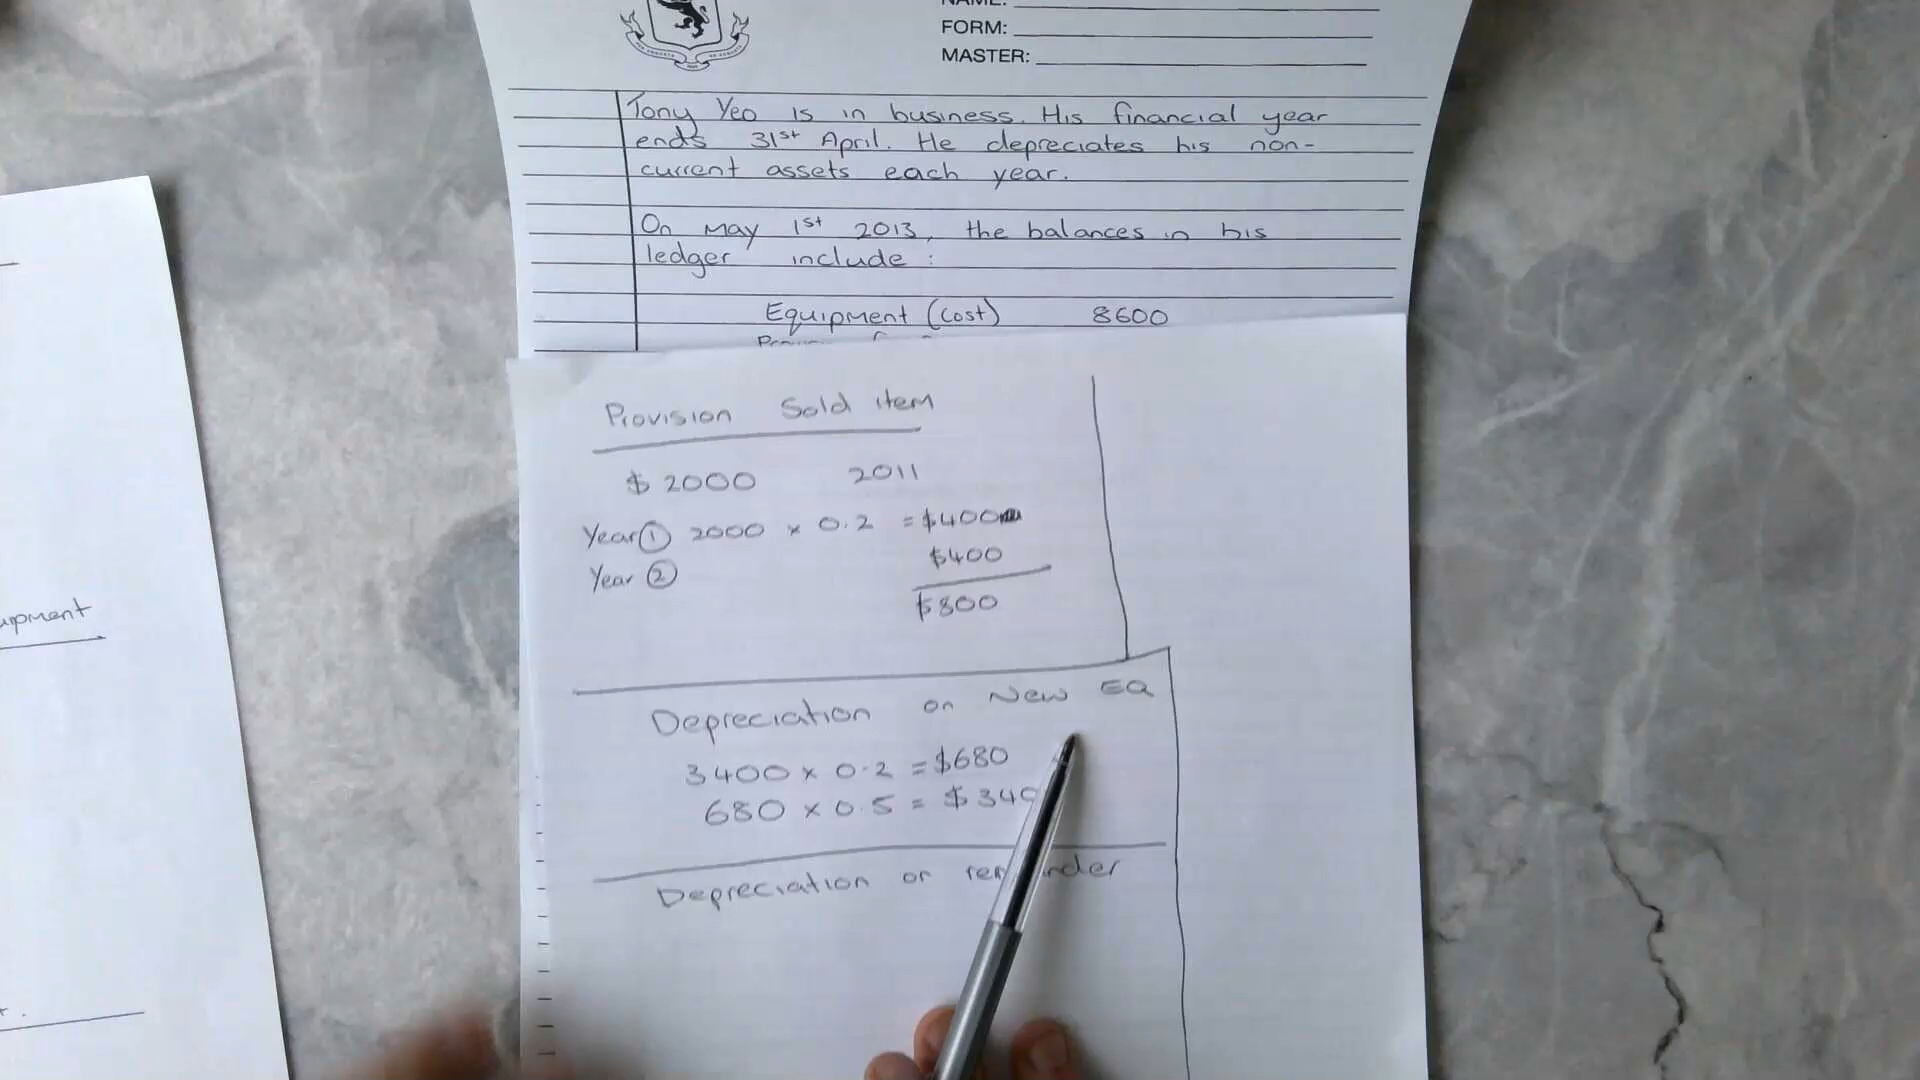 NAME:
FORM:
MASTER:
Tony Yeo is in business. His financial year
ends 31st April. He depreciates his non-
current assets each year.
On May 1st 2013, the balances in his
ledger include :
Equipment (cost) 8600
Provision Sold item
$ 2000 2011
Year ① 2000 x 0.2 = $400
Year ② $400
$800
Depreciation on New EQ
3400 x 0.2 = $680
680 x 0.5 = $340
Depreciation on